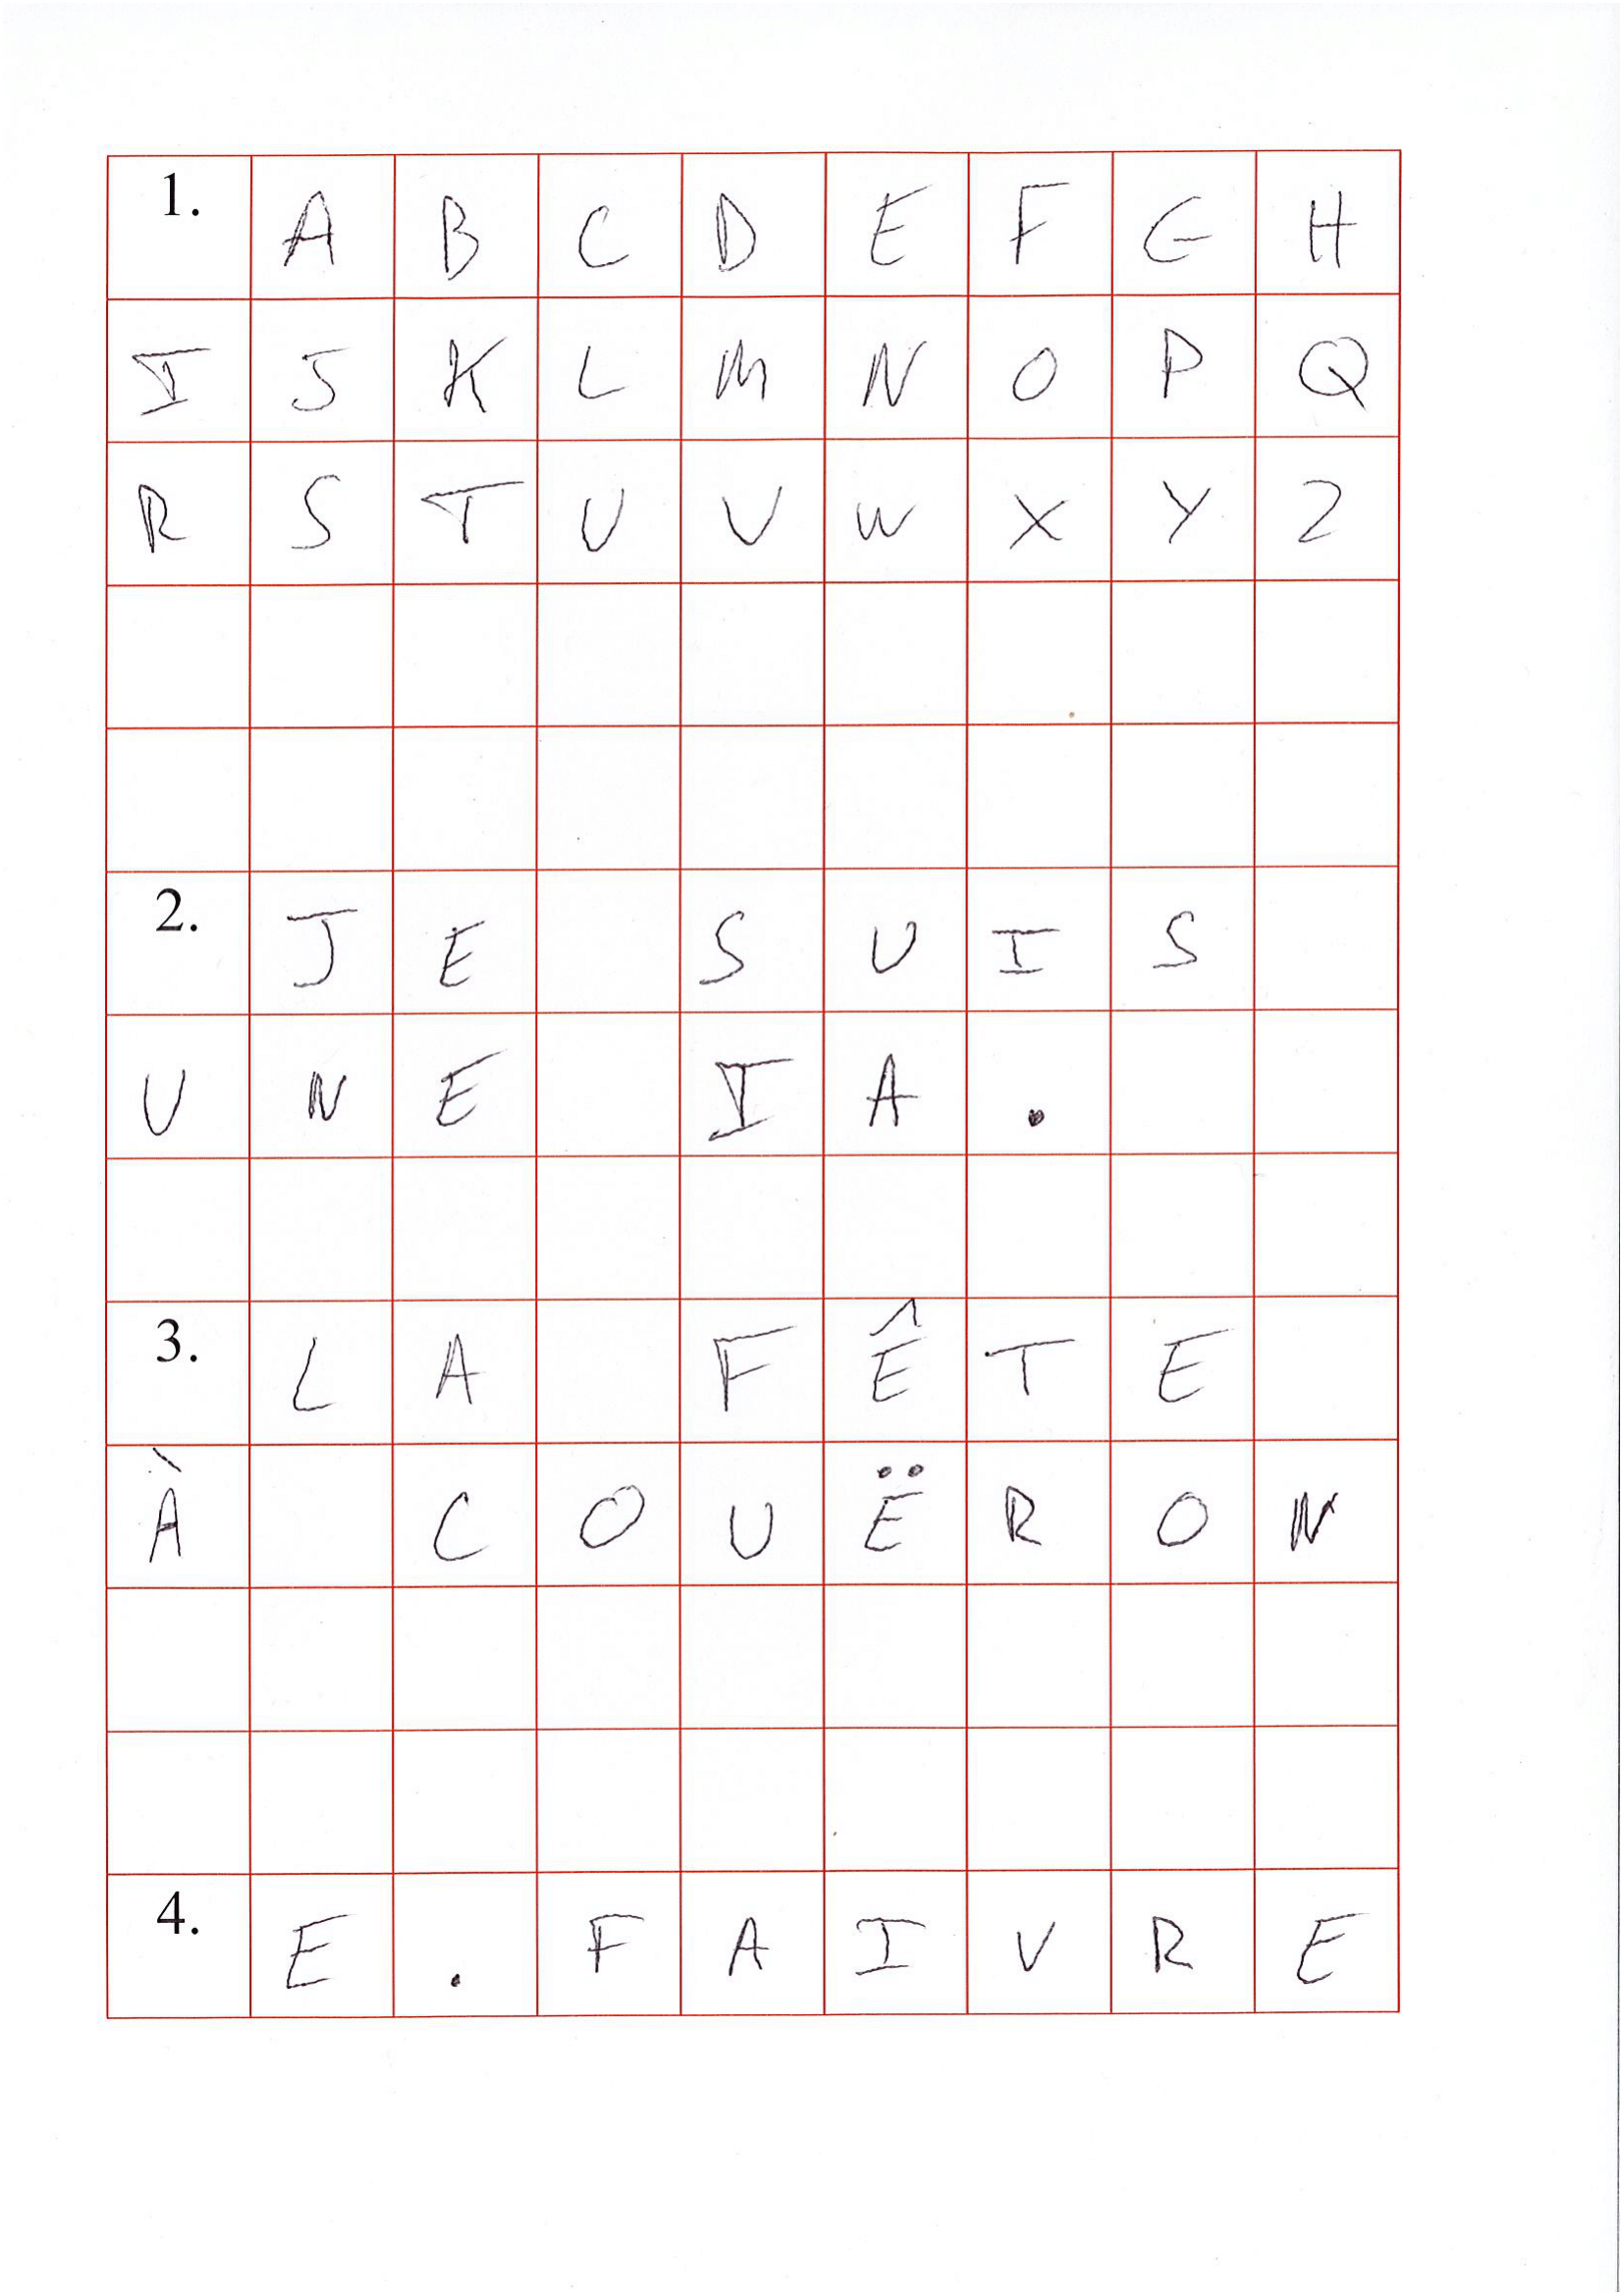 1. A B C D E F G H
I J K L M N O P Q
R S T U V W X Y Z
2. J E S U I S
U N E I A .
3. L A F Ê T E
À C O U Ë R O N
4. E . F A I V R E